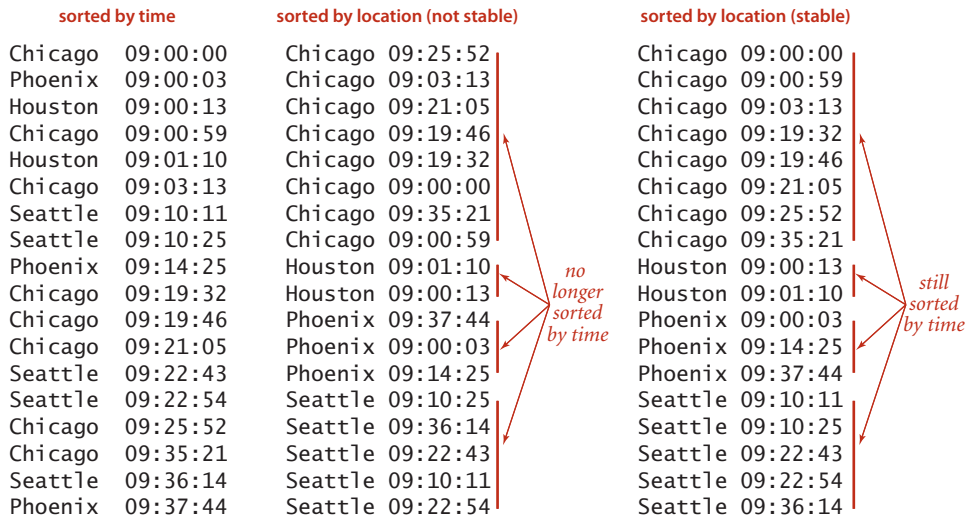 sorted by time
Chicago 09:00:00
Phoenix 09:00:03
Houston 09:00:13
Chicago 09:00:59
Houston 09:01:10
Chicago 09:03:13
Seattle 09:10:11
Seattle 09:10:25
Phoenix 09:14:25
Chicago 09:19:32
Chicago 09:19:46
Chicago 09:21:05
Seattle 09:22:43
Seattle 09:22:54
Chicago 09:25:52
Chicago 09:35:21
Seattle 09:36:14
Phoenix 09:37:44
sorted by location (not stable)
Chicago 09:25:52
Chicago 09:03:13
Chicago 09:21:05
Chicago 09:19:46
Chicago 09:19:32
Chicago 09:00:00
Chicago 09:35:21
Chicago 09:00:59
Houston 09:01:10
Houston 09:00:13
Phoenix 09:37:44
Phoenix 09:00:03
Phoenix 09:14:25
Seattle 09:10:25
Seattle 09:36:14
Seattle 09:22:43
Seattle 09:10:11
Seattle 09:22:54
no
longer
sorted
by time
sorted by location (stable)
Chicago 09:00:00
Chicago 09:00:59
Chicago 09:03:13
Chicago 09:19:32
Chicago 09:19:46
Chicago 09:21:05
Chicago 09:25:52
Chicago 09:35:21
Houston 09:00:13
Houston 09:01:10
Phoenix 09:00:03
Phoenix 09:14:25
Phoenix 09:37:44
Seattle 09:10:11
Seattle 09:10:25
Seattle 09:22:43
Seattle 09:22:54
Seattle 09:36:14
still
sorted
by time